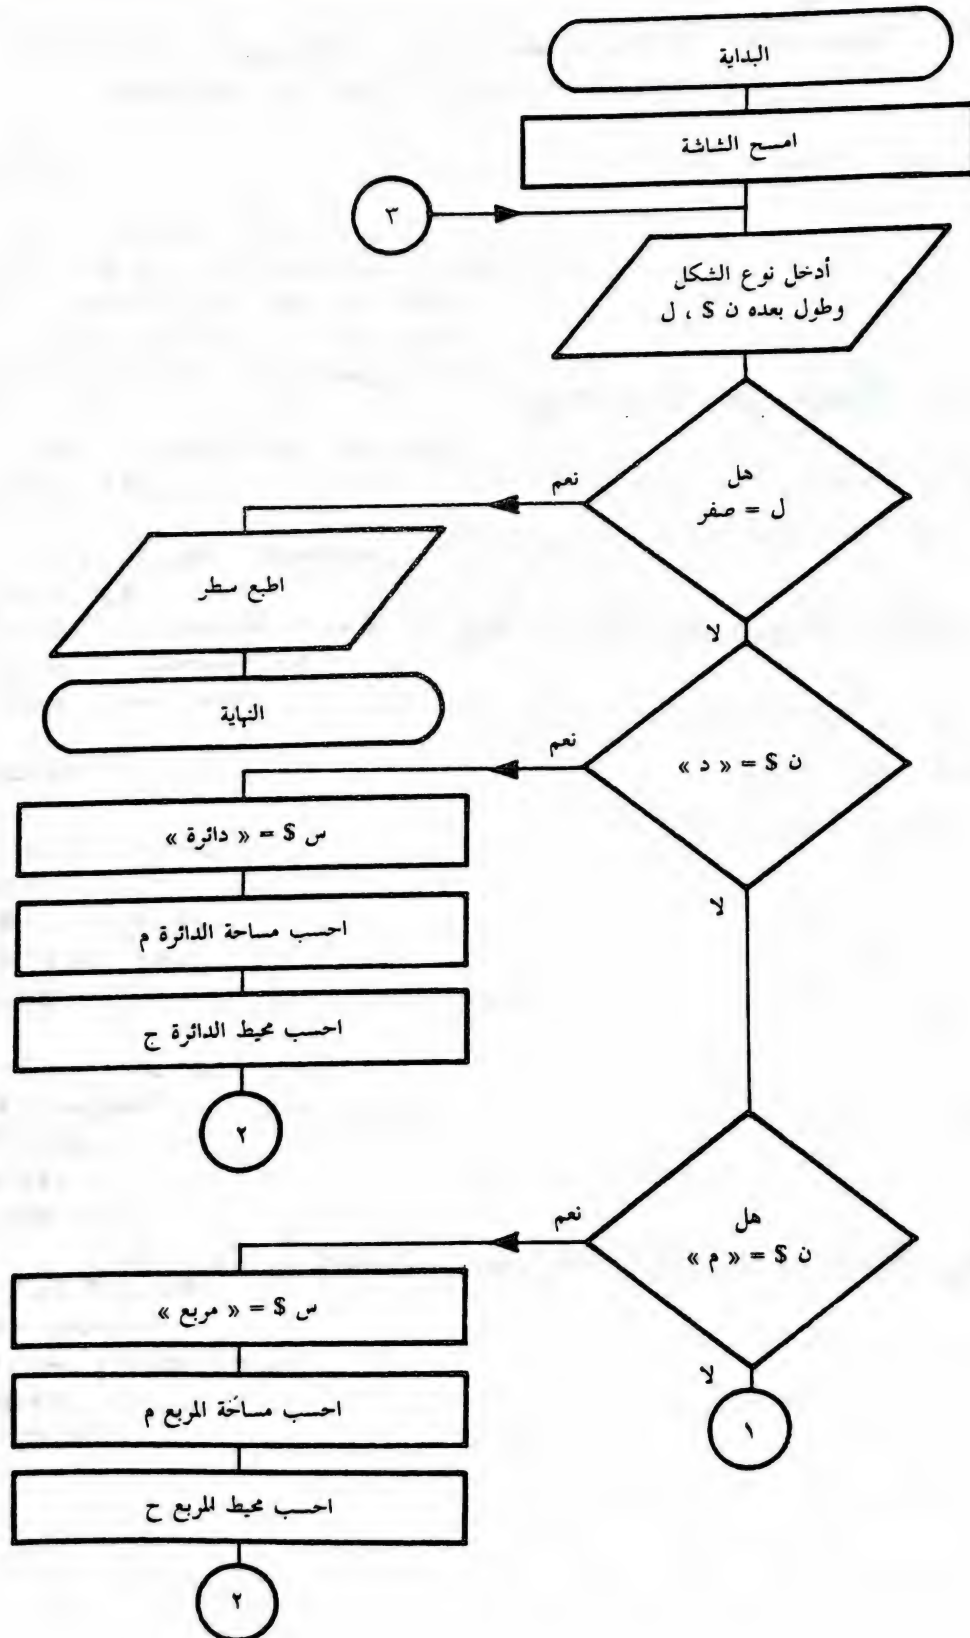 البداية
امسح الشاشة
٣
أدخل نوع الشكل
وطول بعده ن $ ، ل
هل
ل = صفر
نعم
اطبع سطر
النهاية
لا
ن $ = « د »
نعم
س $ = « دائرة »
احسب مساحة الدائرة م
احسب محيط الدائرة ج
٢
لا
هل
ن $ = « م »
نعم
س $ = « مربع »
احسب مساحة المربع م
احسب محيط المربع ح
٢
لا
١